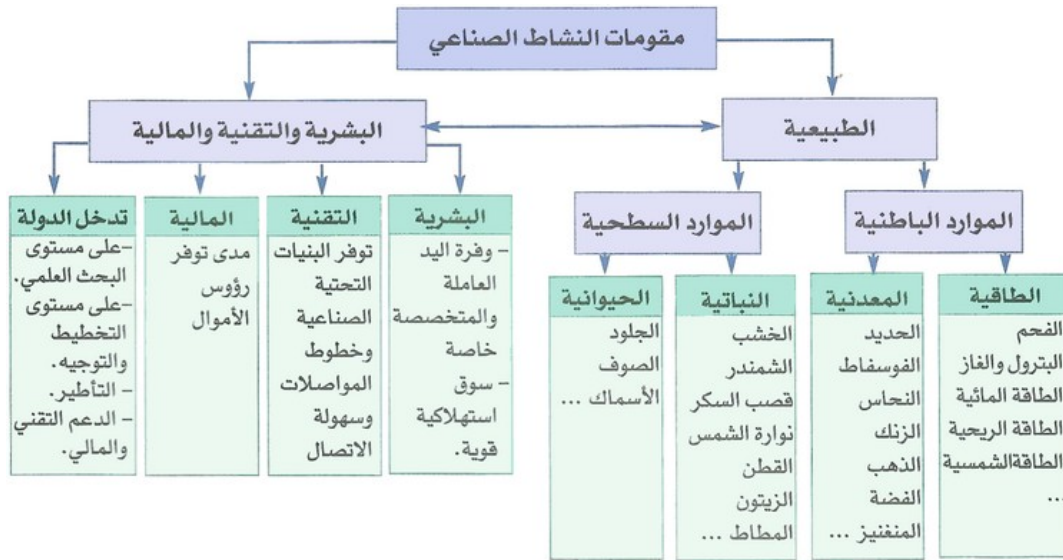 مقومات النشاط الصناعي
الطبيعية
البشرية والتقنية والمالية
الموارد الباطنية
الموارد السطحية
الطاقية
الفحم
البترول والغاز
الطاقة المائية
الطاقة الريحية
الطاقة الشمسية
...
المعدنية
الحديد
الفوسفاط
النحاس
الزنك
الذهب
الفضة
المنغنيز ...
النباتية
الخشب
الشمندر
قصب السكر
نوارة الشمس
القطن
الزيتون
المطاط ...
الحيوانية
الجلود
الصوف
الأسماك ...
البشرية
– وفرة اليد
العاملة
والمتخصصة
خاصة
– سوق
استهلاكية
قوية.
التقنية
توفر البنيات
التحتية
الصناعية
وخطوط
المواصلات
وسهولة
الاتصال
المالية
مدى توفر
رؤوس
الأموال
تدخل الدولة
–على مستوى
البحث العلمي.
–على مستوى
التخطيط
والتوجيه.
– التأطير.
– الدعم التقني
والمالي.